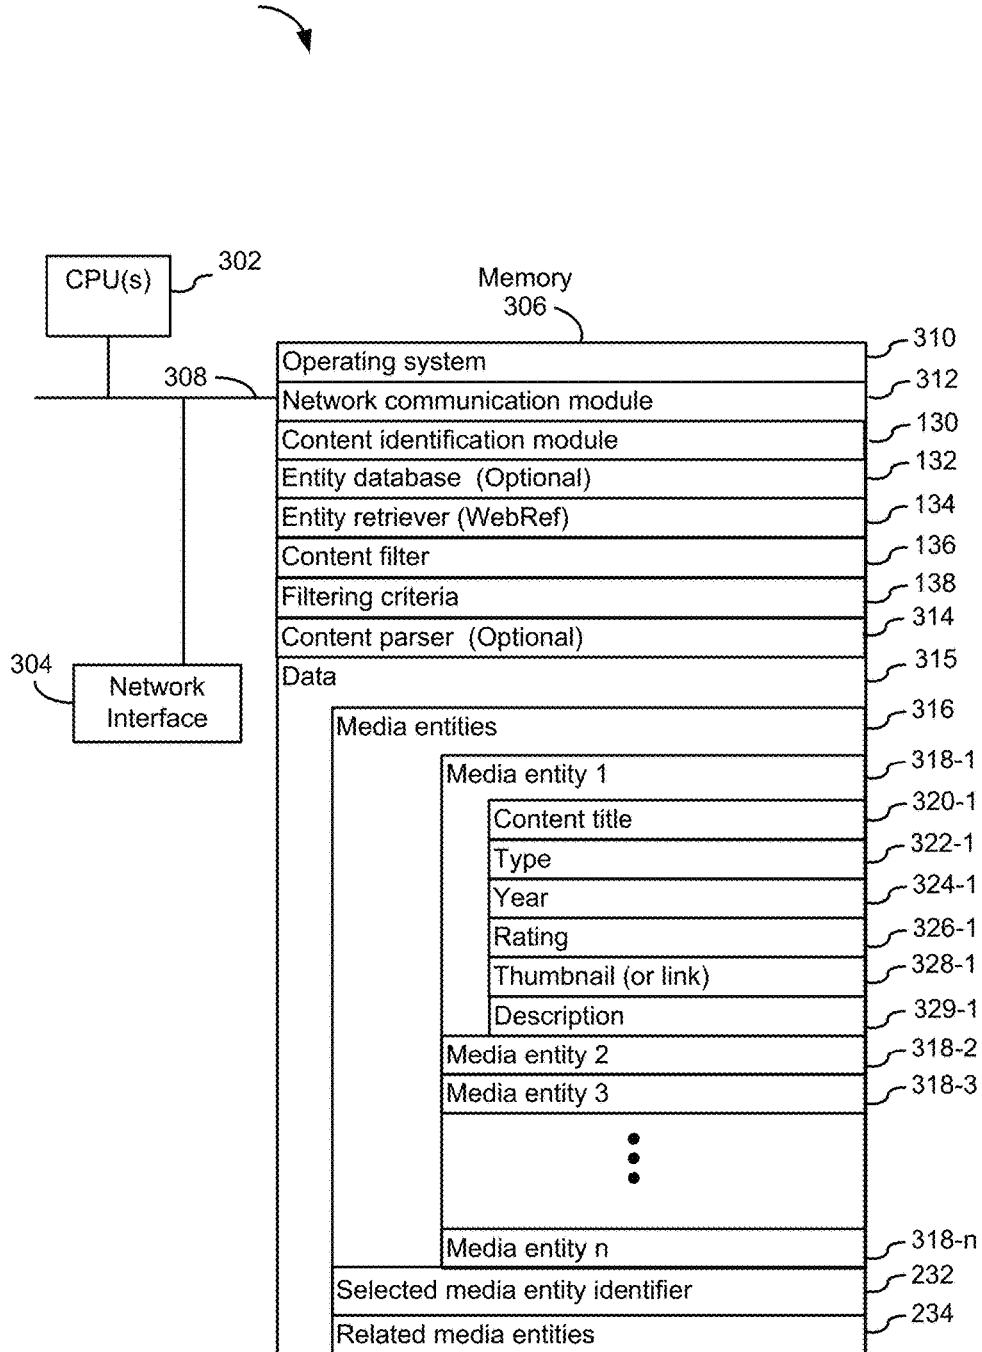 CPU(s)
302
Memory
306
308
Operating system
310
Network communication module
312
Content identification module
130
Entity database (Optional)
132
Entity retriever (WebRef)
134
Content filter
136
Filtering criteria
138
Content parser (Optional)
314
Data
315
304
Network
Interface
Media entities
316
Media entity 1
318-1
Content title
320-1
Type
322-1
Year
324-1
Rating
326-1
Thumbnail (or link)
328-1
Description
329-1
Media entity 2
318-2
Media entity 3
318-3
Media entity n
318-n
Selected media entity identifier
232
Related media entities
234